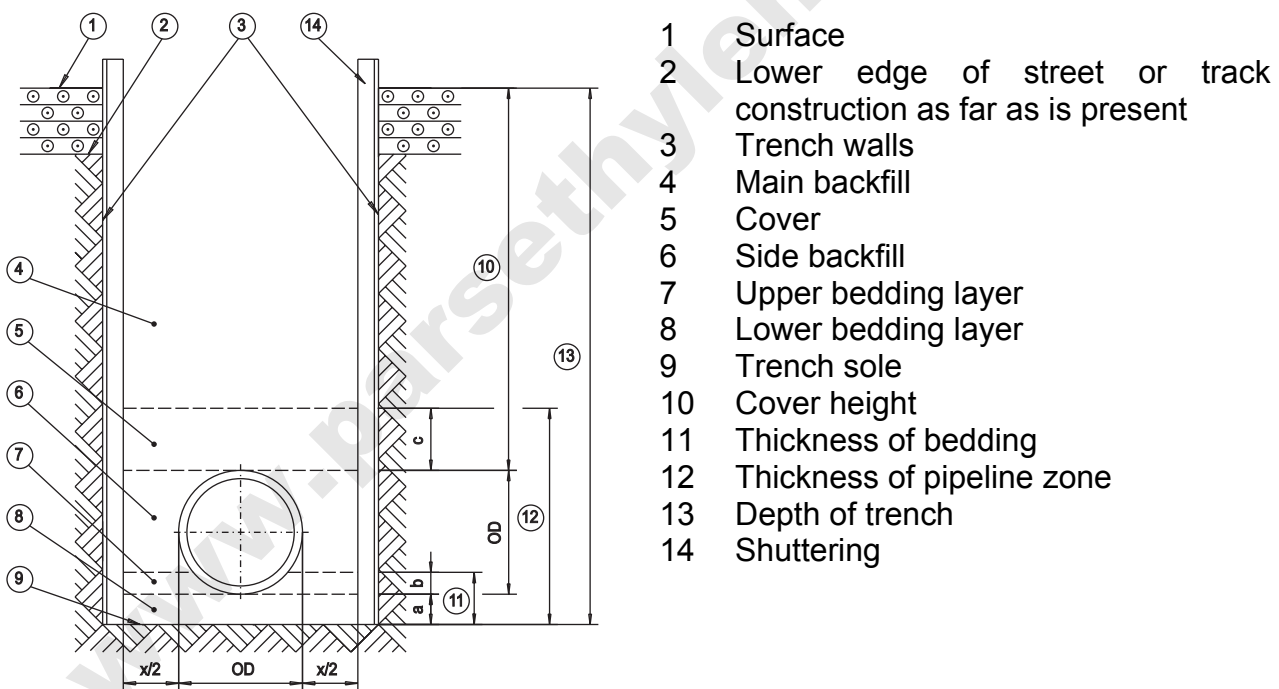 1 2 3 14
4
5
6
7
8
9
10
13
12
11
c
OD
b
a
x/2 OD x/2
1 Surface
2 Lower edge of street or track
construction as far as is present
3 Trench walls
4 Main backfill
5 Cover
6 Side backfill
7 Upper bedding layer
8 Lower bedding layer
9 Trench sole
10 Cover height
11 Thickness of bedding
12 Thickness of pipeline zone
13 Depth of trench
14 Shuttering
www.parsethylen